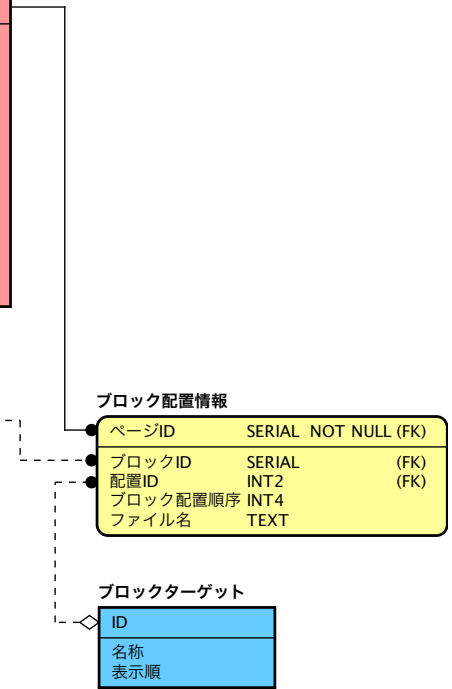 ブロック配置情報
ページID SERIAL NOT NULL (FK)
ブロックID SERIAL (FK)
配置ID INT2 (FK)
ブロック配置順序 INT4
ファイル名 TEXT
ブロックターゲット
ID
名称
表示順